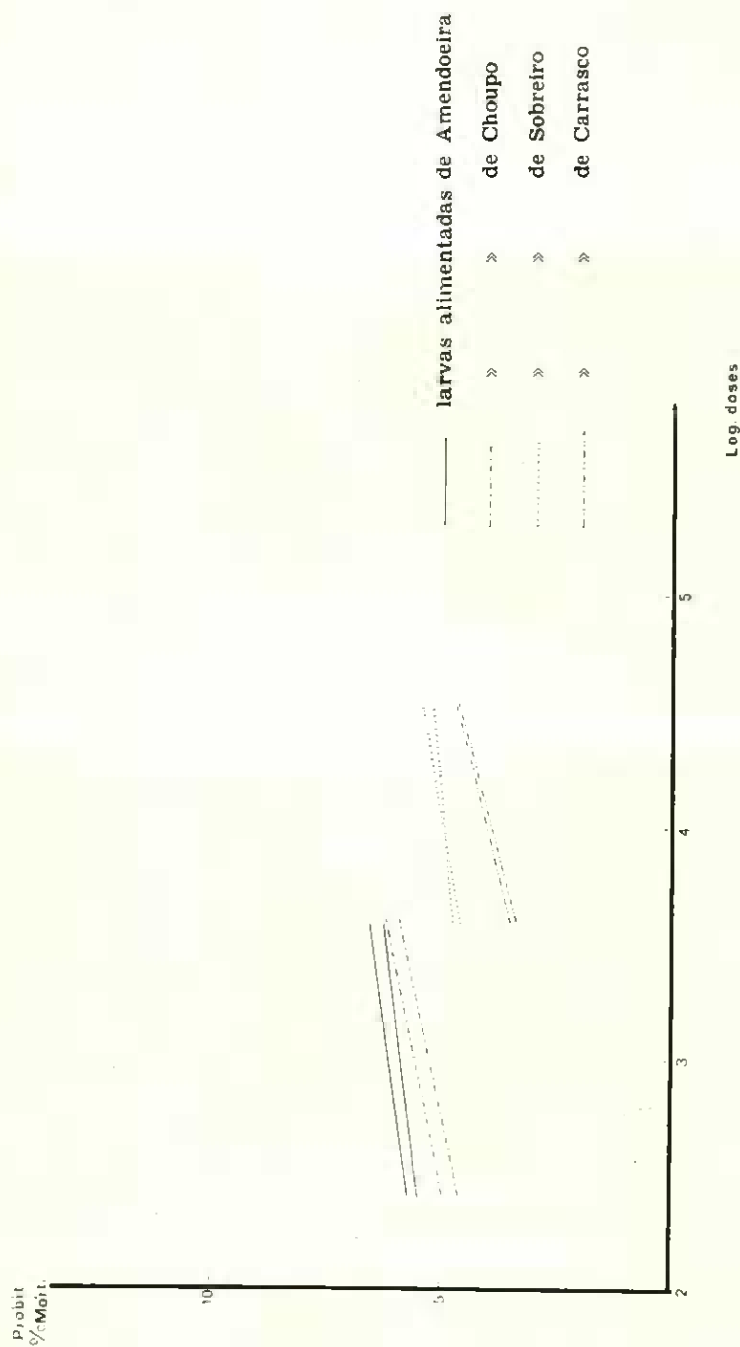 Probit
%Mort.
10
5
2
3
4
5
Log. doses
larvas alimentadas de Amendoeira
» » de Choupo
» » de Sobreiro
» » de Carrasco